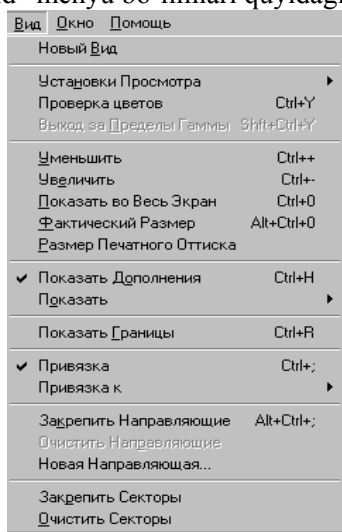 menyu bo'limlari quyidagi
Вид Окно Помощь
Новый Вид
Установки Просмотра
Проверка цветов Ctrl+Y
Выход за Пределы Гаммы Shft+Ctrl+Y
Уменьшить Ctrl++
Увеличить Ctrl+-
Показать во Весь Экран Ctrl+0
Фактический Размер Alt+Ctrl+0
Размер Печатного Оттиска
Показать Дополнения Ctrl+H
Показать
Показать Границы Ctrl+R
Привязка Ctrl+;
Привязка к
Закрепить Направляющие Alt+Ctrl+;
Очистить Направляющие
Новая Направляющая...
Закрепить Секторы
Очистить Секторы